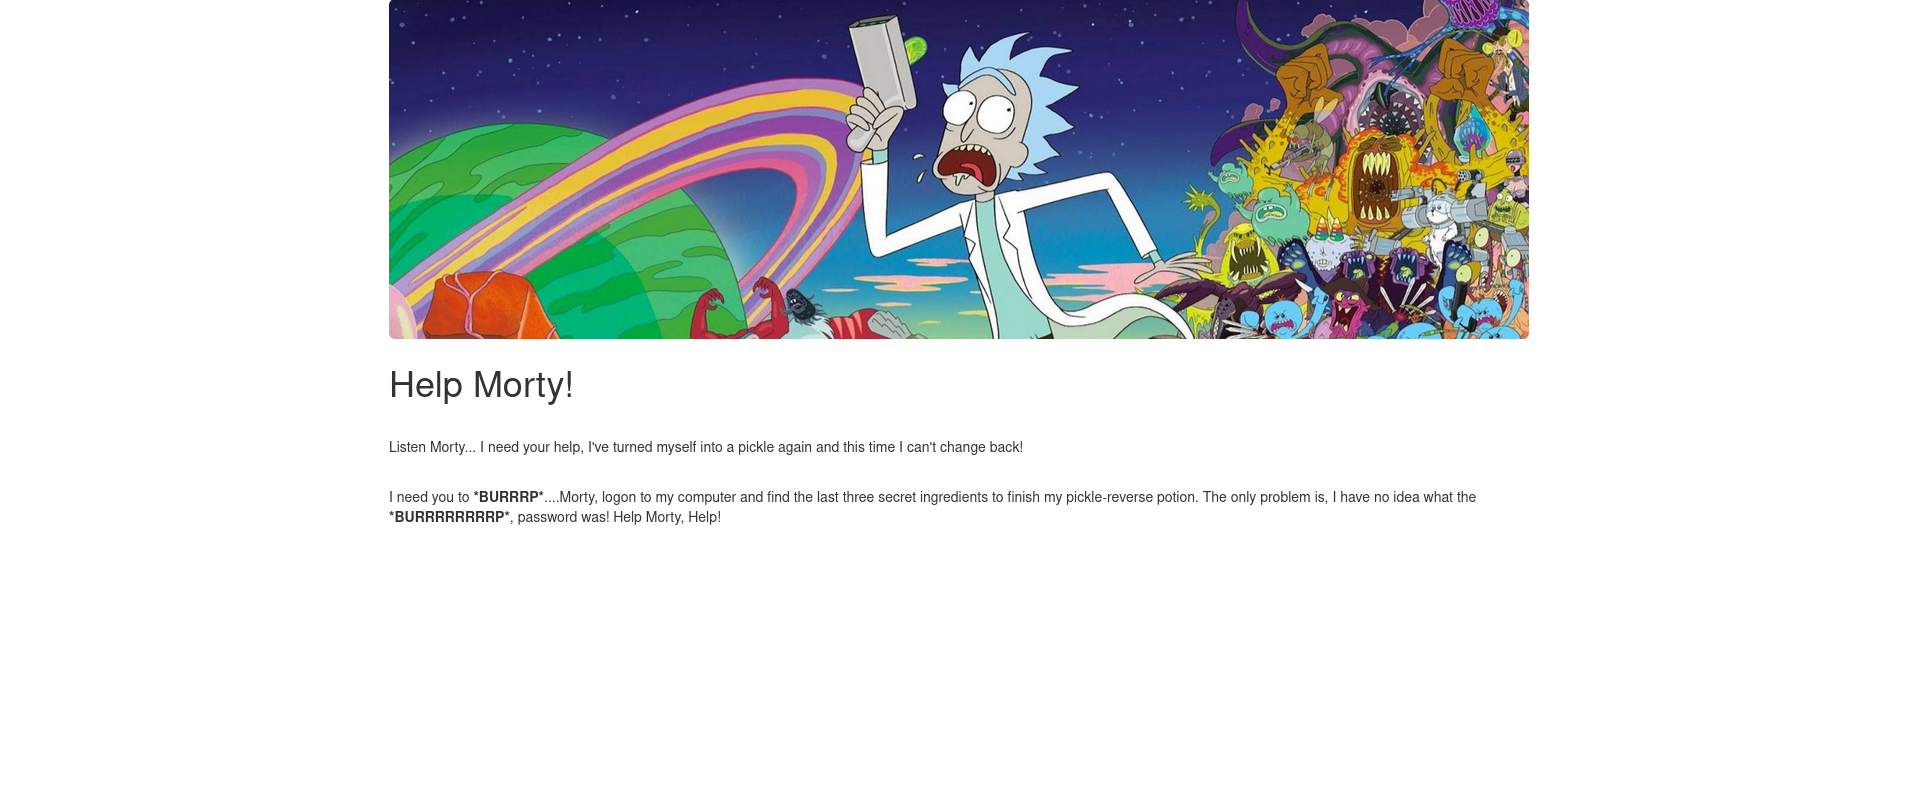 Help Morty!
Listen Morty... I need your help, I've turned myself into a pickle again and this time I can't change back!
I need you to *BURRRP*....Morty, logon to my computer and find the last three secret ingredients to finish my pickle-reverse potion. The only problem is, I have no idea what the
*BURRRRRRRRP*, password was! Help Morty, Help!